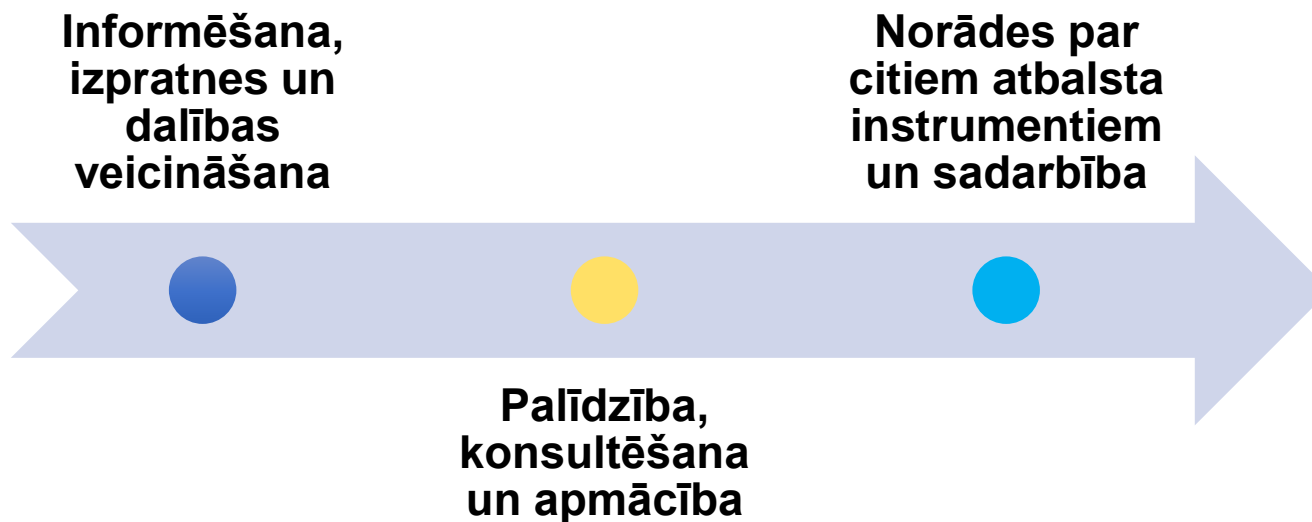 Informēšana,
izpratnes un
dalības
veicināšana
Palīdzība,
konsultēšana
un apmācība
Norādes par
citiem atbalsta
instrumentiem
un sadarbība